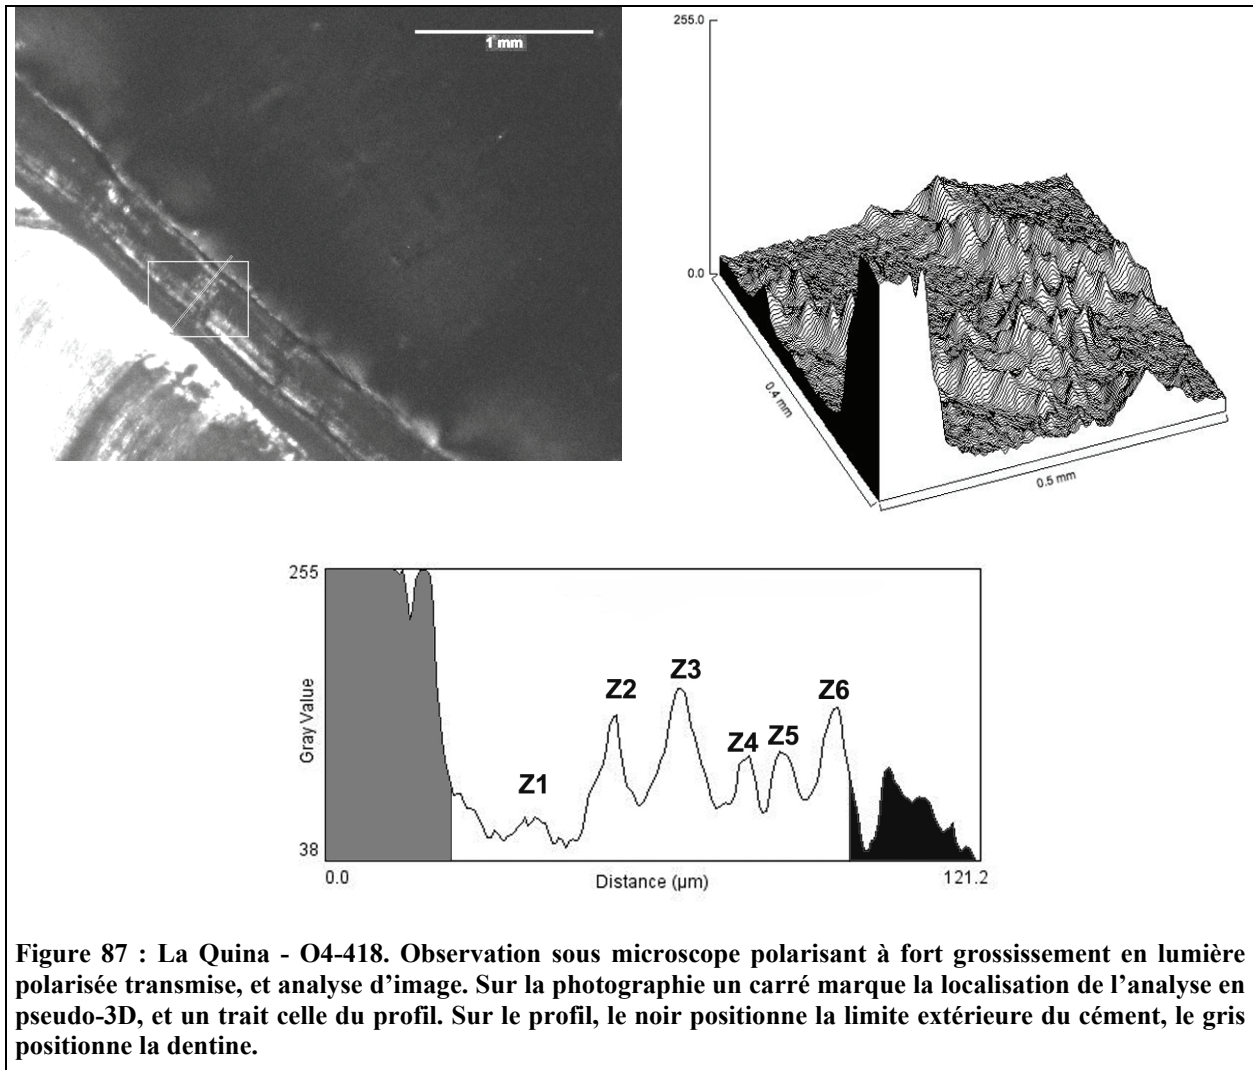 1 mm
255.0
0.0
0.4 mm
0.5 mm
255
Gray Value
38
Z1
Z2
Z3
Z4
Z5
Z6
0.0
Distance (µm)
121.2
Figure 87 : La Quina - O4-418. Observation sous microscope polarisant à fort grossissement en lumière
polarisée transmise, et analyse d’image. Sur la photographie un carré marque la localisation de l’analyse en
pseudo-3D, et un trait celle du profil. Sur le profil, le noir positionne la limite extérieure du cément, le gris
positionne la dentine.